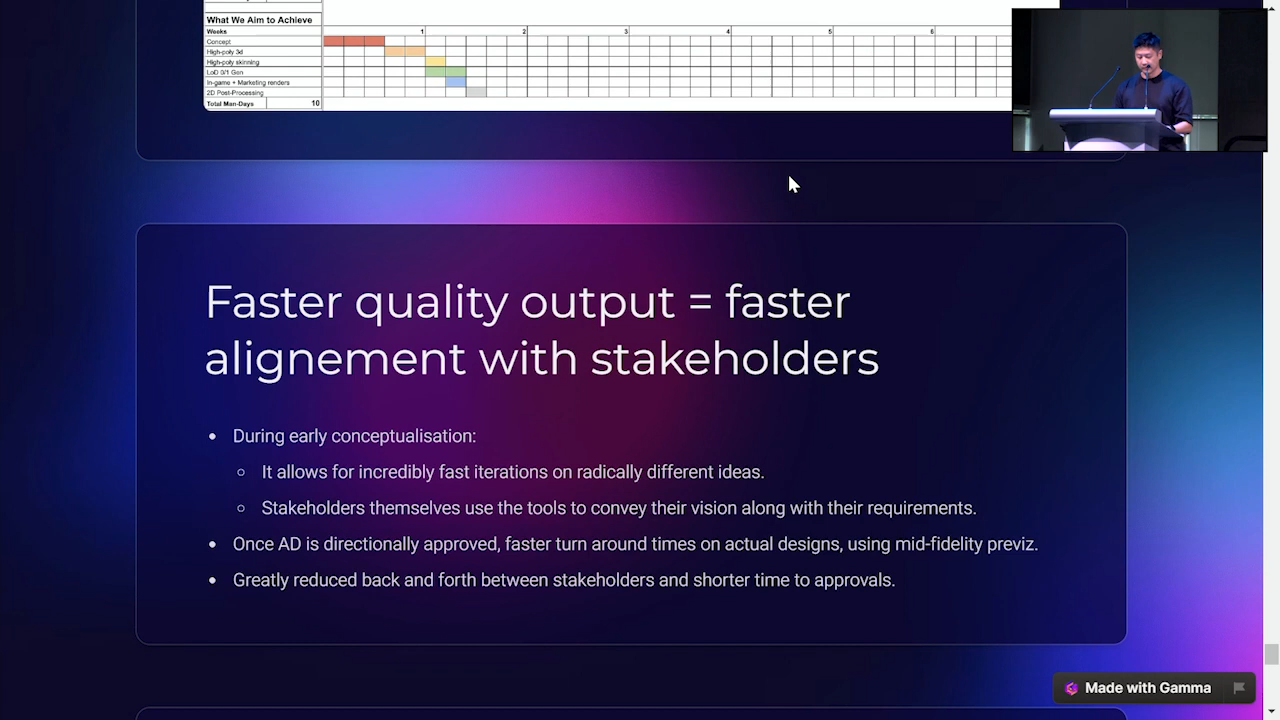 What We Aim to Achieve
Weeks 1 2 3 4 5 6
Concept
High-poly 3d
High-poly skinning
LoD 0/1 Gen
In-game + Marketing renders
2D Post-Processing
Total Man-Days 10
Faster quality output = faster
alignement with stakeholders
• During early conceptualisation:
○ It allows for incredibly fast iterations on radically different ideas.
○ Stakeholders themselves use the tools to convey their vision along with their requirements.
• Once AD is directionally approved, faster turn around times on actual designs, using mid-fidelity previz.
• Greatly reduced back and forth between stakeholders and shorter time to approvals.
Made with Gamma